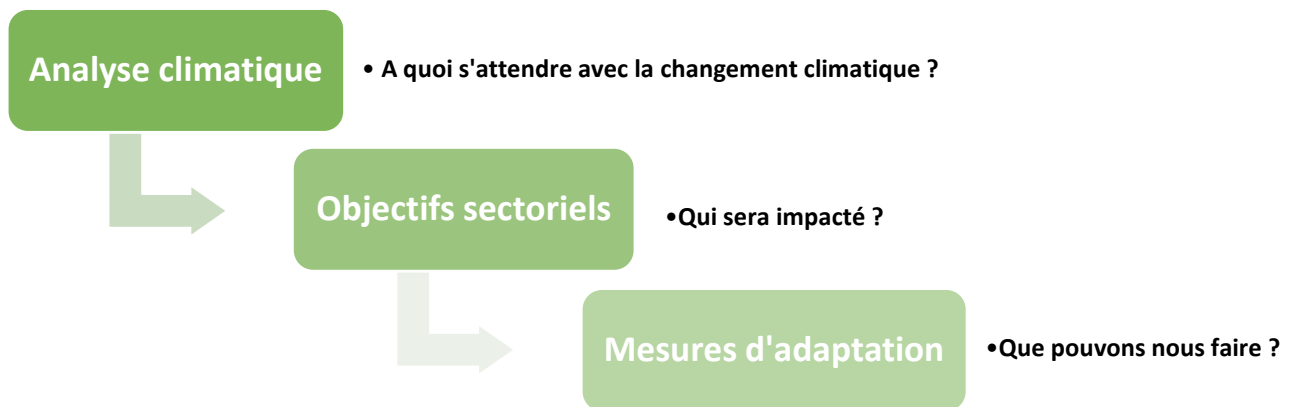 Analyse climatique
• A quoi s'attendre avec la changement climatique ?
Objectifs sectoriels
•Qui sera impacté ?
Mesures d'adaptation
•Que pouvons nous faire ?